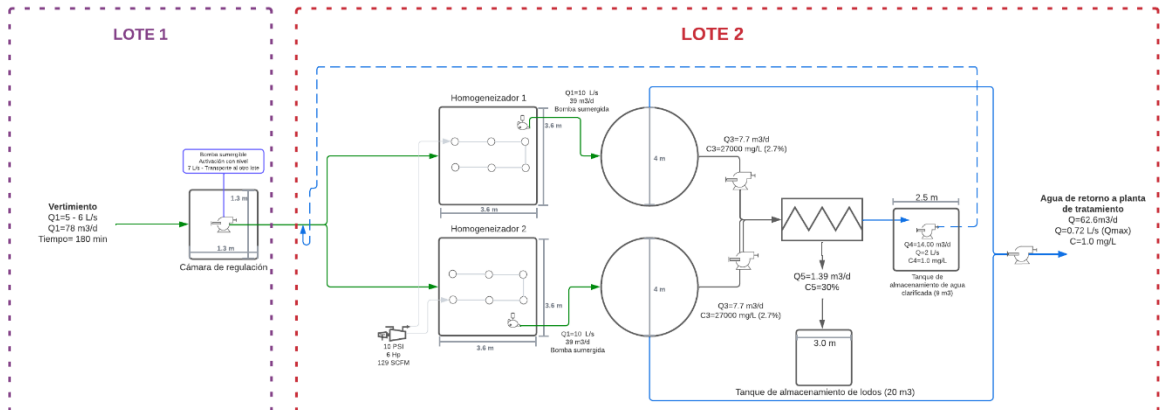 LOTE 1
LOTE 2
Bomba sumergible
Activación con nivel
7 L/s - Transporte al otro lote
1.3 m
1.3 m
Cámara de regulación
Vertimiento
Q1=5 - 6 L/s
Q1=78 m3/d
Tiempo= 180 min
Homogeneizador 1
3.6 m
3.6 m
Q1=10 L/s
39 m3/d
Bomba sumergida
4 m
Q3=7.7 m3/d
C3=27000 mg/L (2.7%)
Homogeneizador 2
3.6 m
3.6 m
Q1=10 L/s
39 m3/d
Bomba sumergida
4 m
Q3=7.7 m3/d
C3=27000 mg/L (2.7%)
10 PSI
6 Hp
129 SCFM
Q5=1.39 m3/d
C5=30%
3.0 m
Tanque de almacenamiento de lodos (20 m3)
2.5 m
Q4=14.00 m3/d
Q=2 L/s
C4=1.0 mg/L
Tanque de
almacenamiento de agua
clarificada (9 m3)
Agua de retorno a planta
de tratamiento
Q=62.6m3/d
Q=0.72 L/s (Qmax)
C=1.0 mg/L